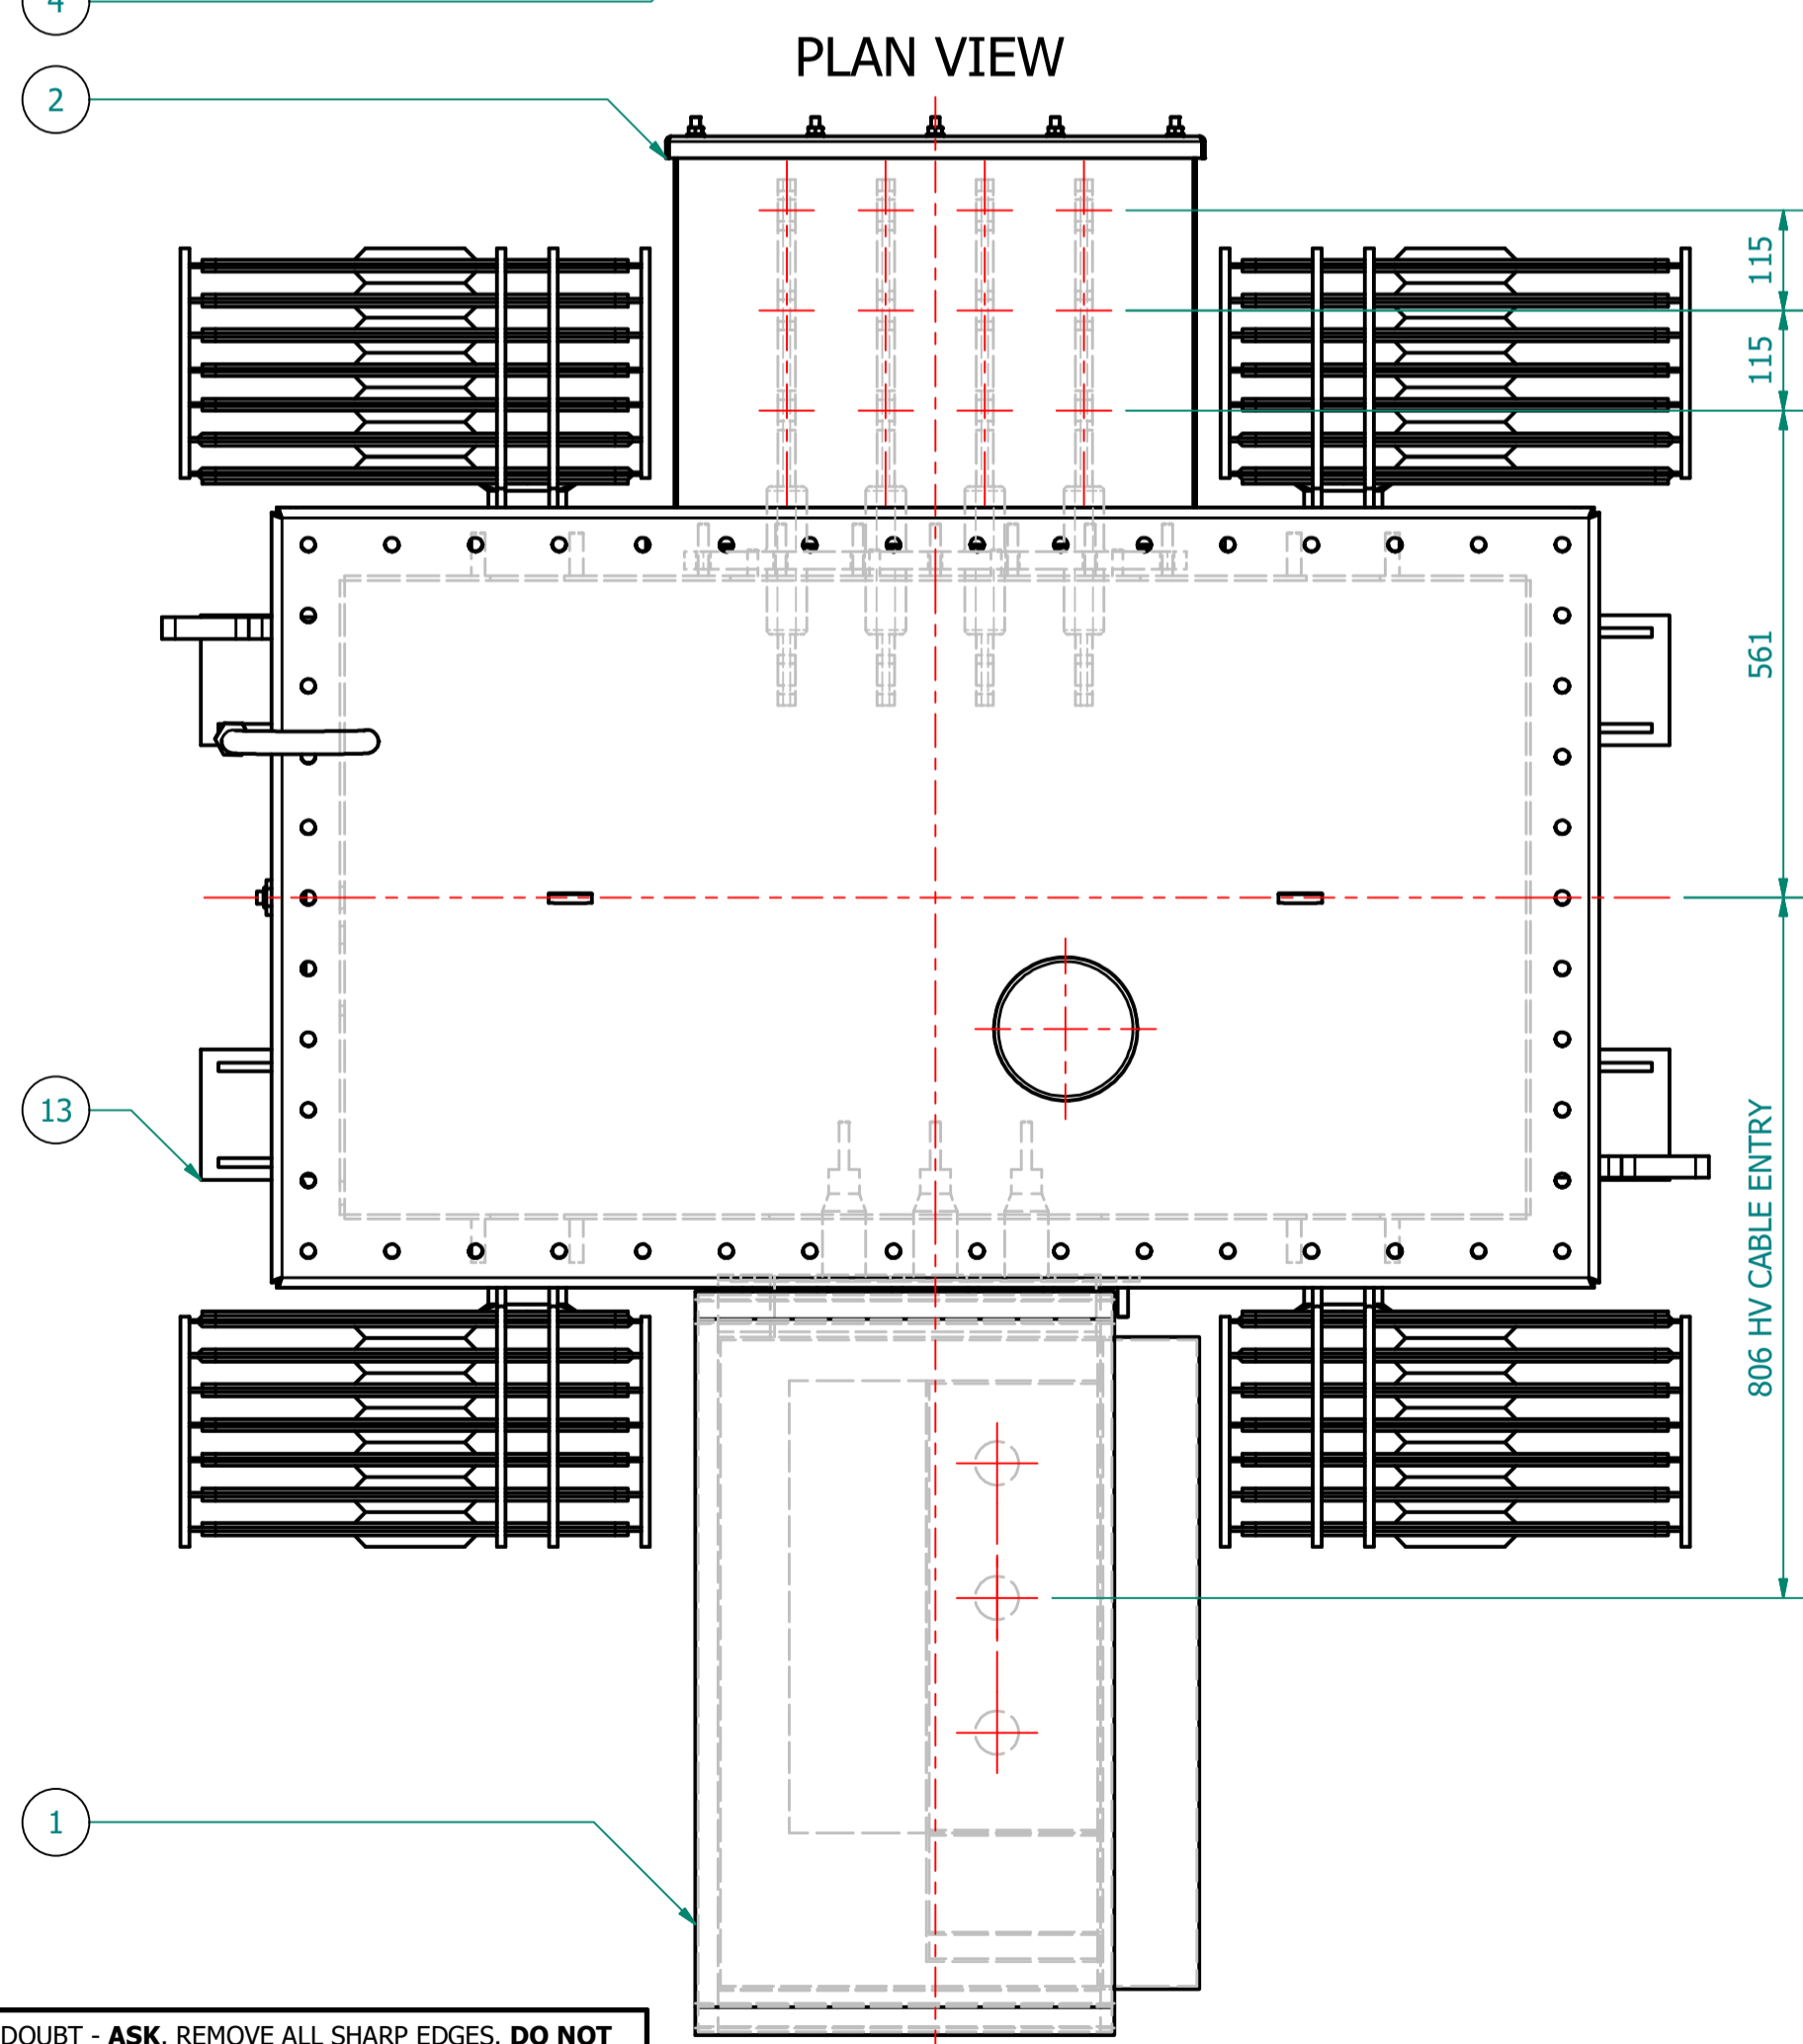 4
PLAN VIEW
2
115
115
561
13
806 HV CABLE ENTRY
1
DOUBT - ASK. REMOVE ALL SHARP EDGES. DO NOT